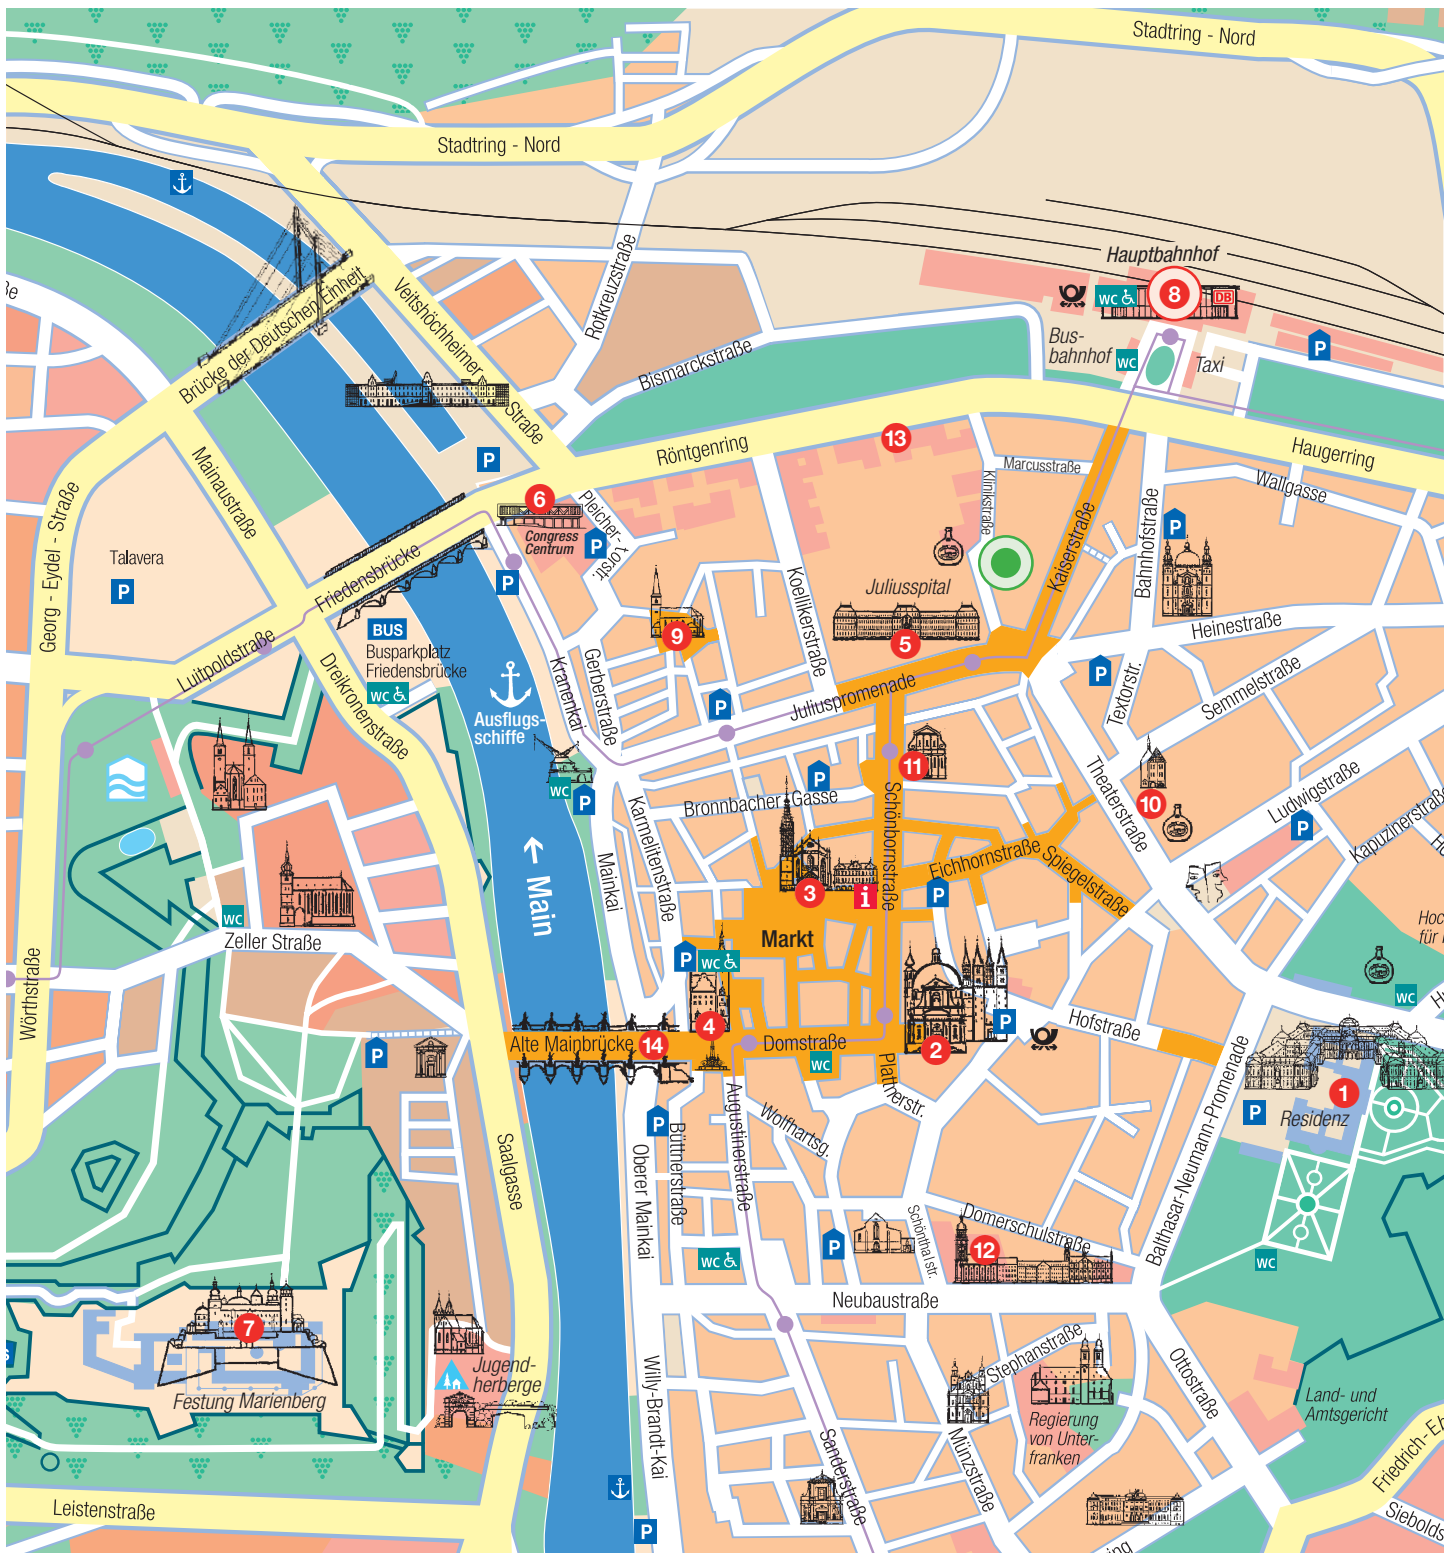 Stadtring - Nord
Stadtring - Nord
Hauptbahnhof
8
DB
WC
Bus-
bahnhof
WC
Taxi
P
Rotkreuzstraße
Veitshöchheimer
Straße
Brücke der Deutschen Einheit
Bismarckstraße
Röntgenring
13
Haugerring
Wallgasse
Marcusstraße
Klinikstraße
Kaiserstraße
Bahnhofstraße
P
P
Mainaustraße
Georg - Eydel - Straße
Talavera
P
6
Congress
Centrum
Pleicher-
torstr.
P
P
Friedensbrücke
BUS
Busparkplatz
Friedensbrücke
WC
Luitpoldstraße
Dreikronenstraße
Ausflugs-
schiffe
Kranenkai
Gerberstraße
9
Koellikerstraße
Juliusspital
5
Juliuspromenade
P
Heinestraße
P
Textorstr.
Semmelstraße
Theaterstraße
10
Ludwigstraße
P
Kapuzinerstraße
11
Schönbornstraße
P
Bronnbacher Gasse
WC
P
Karmelitenstraße
Mainkai
Main
3
i
Eichhornstraße
Spiegelstraße
P
Markt
WC
Zeller Straße
Wörthstraße
P
WC
4
Alte Mainbrücke
14
Domstraße
WC
2
P
Plattnerstr.
Hofstraße
Hoc
für
WC
Balthasar-Neumann-Promenade
P
1
Residenz
P
Saalgasse
P
Oberer Mainkai
Büttnerstraße
Augustinerstraße
Wolfhartsg.
WC
P
Schönthalstr.
Domerschulstraße
12
WC
Neubaustraße
7
Festung Marienberg
Jugend-
herberge
Willy-Brandt-Kai
Stephanstraße
Regierung
von Unter-
franken
Ottostraße
Land- und
Amtsgericht
Sanderstraße
Münzstraße
P
Leistenstraße
Friedrich-E
Siebolds